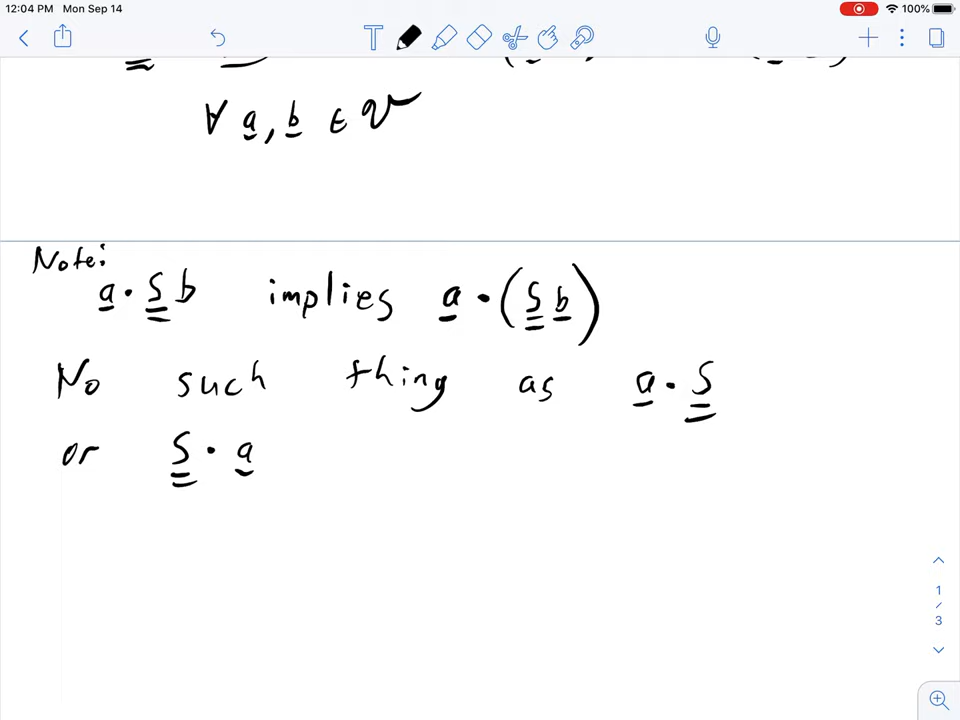 12:04 PM Mon Sep 14 100%
T
∀ a, b ∈ V
Note:
a · S b implies a · (S b)
No such thing as a · S
or S · a
1
/
3